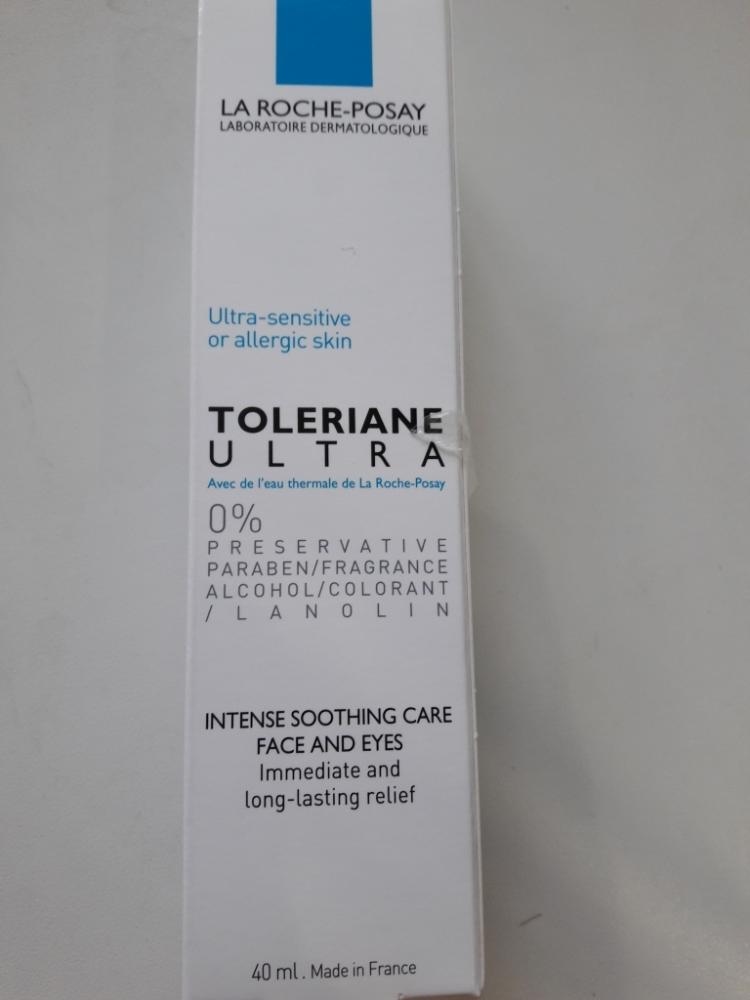 LA ROCHE-POSAY
LABORATOIRE DERMATOLOGIQUE
Ultra-sensitive
or allergic skin
TOLERIANE
ULTRA
Avec de l'eau thermale de La Roche-Posay
0%
PRESERVATIVE
PARABEN/FRAGRANCE
ALCOHOL/COLORANT
/LANOLIN
INTENSE SOOTHING CARE
FACE AND EYES
Immediate and
long-lasting relief
40 ml . Made in France